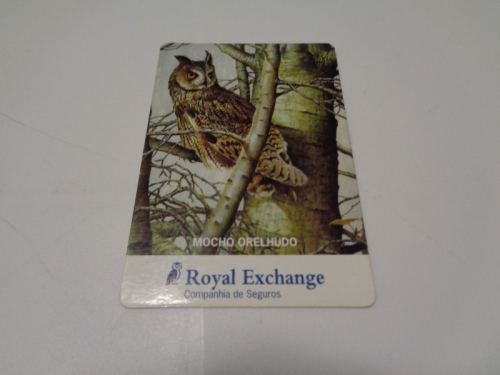 MOCHO ORELHUDO
Royal Exchange
Companhia de Seguros